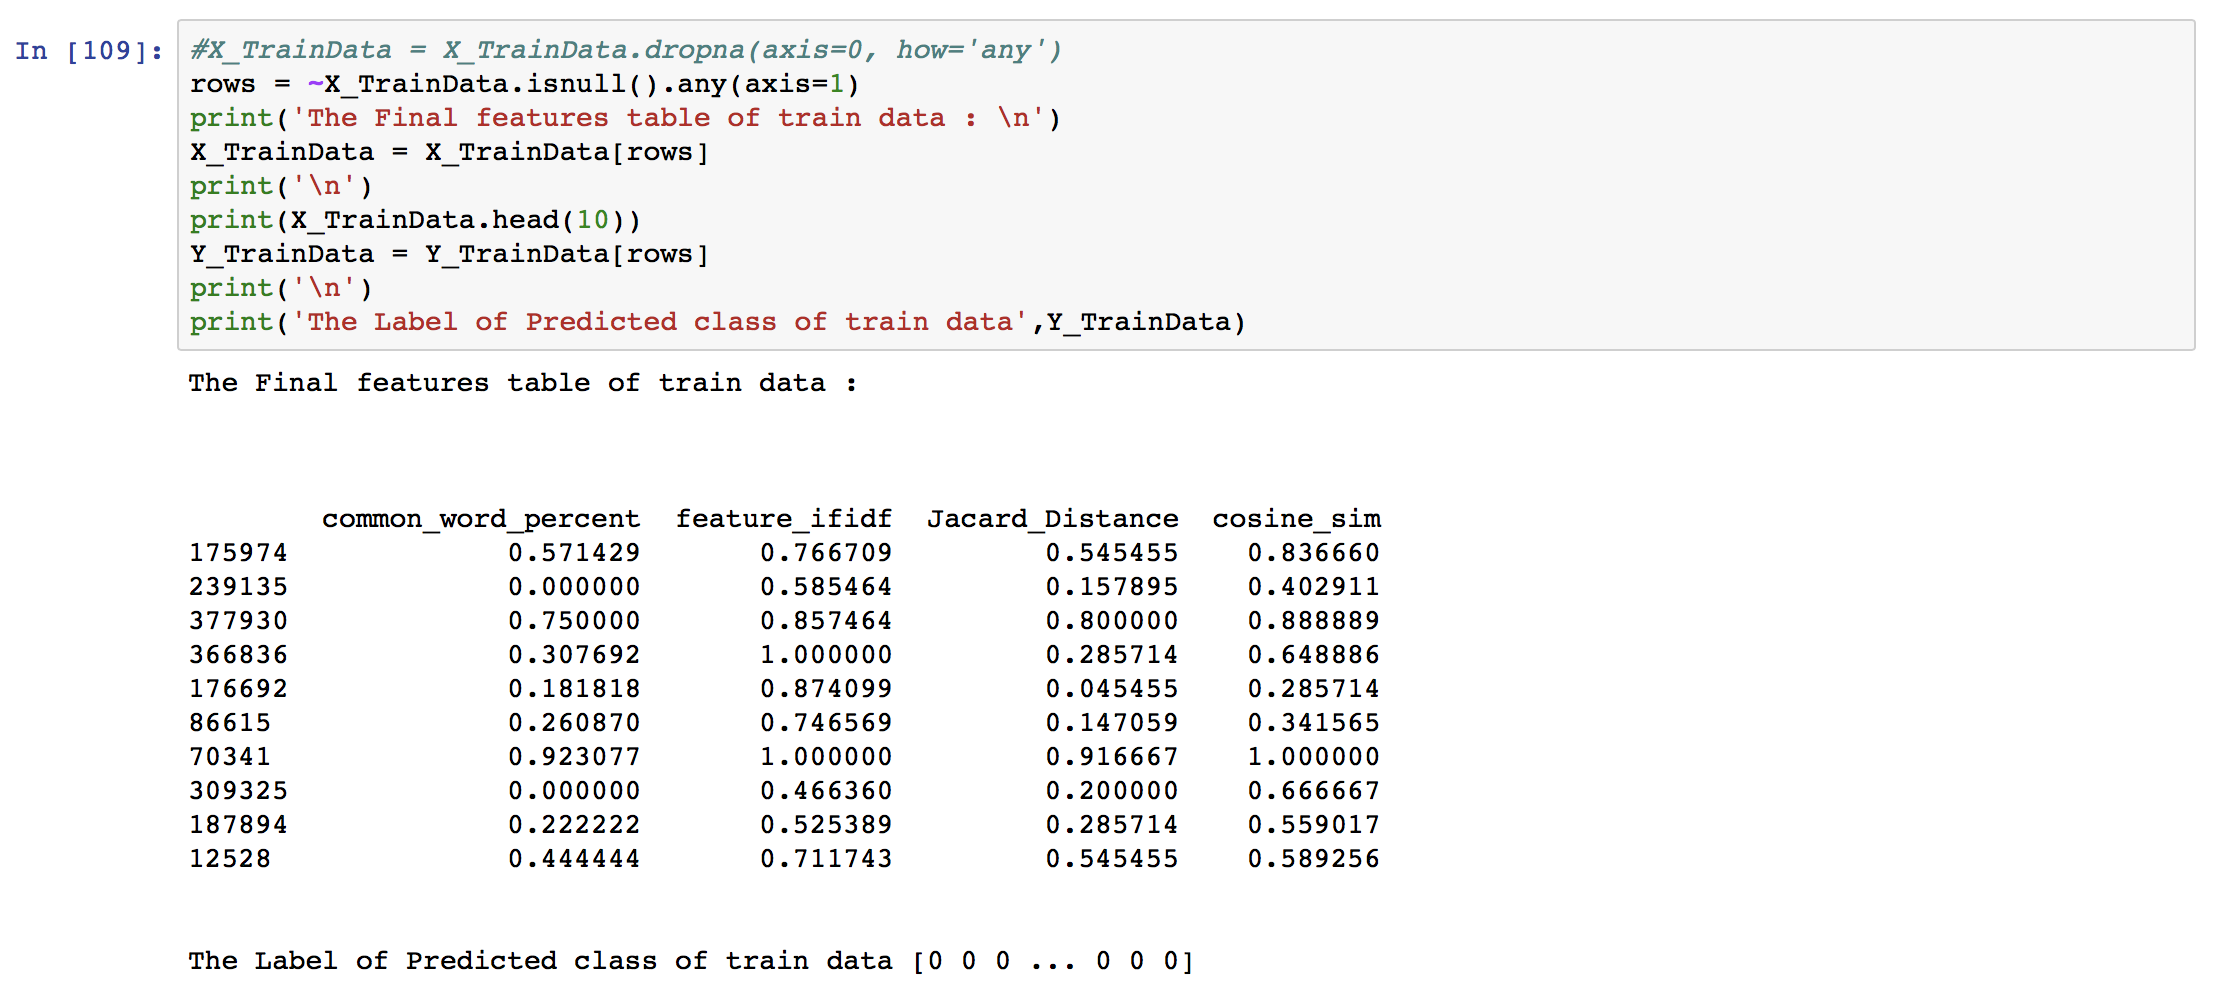 In [109]: #X_TrainData = X_TrainData.dropna(axis=0, how='any')
rows = ~X_TrainData.isnull().any(axis=1)
print('The Final features table of train data : \n')
X_TrainData = X_TrainData[rows]
print('\n')
print(X_TrainData.head(10))
Y_TrainData = Y_TrainData[rows]
print('\n')
print('The Label of Predicted class of train data',Y_TrainData)
The Final features table of train data :
common_word_percent feature_ifidf Jacard_Distance cosine_sim
175974 0.571429 0.766709 0.545455 0.836660
239135 0.000000 0.585464 0.157895 0.402911
377930 0.750000 0.857464 0.800000 0.888889
366836 0.307692 1.000000 0.285714 0.648886
176692 0.181818 0.874099 0.045455 0.285714
86615 0.260870 0.746569 0.147059 0.341565
70341 0.923077 1.000000 0.916667 1.000000
309325 0.000000 0.466360 0.200000 0.666667
187894 0.222222 0.525389 0.285714 0.559017
12528 0.444444 0.711743 0.545455 0.589256
The Label of Predicted class of train data [0 0 0 ... 0 0 0]